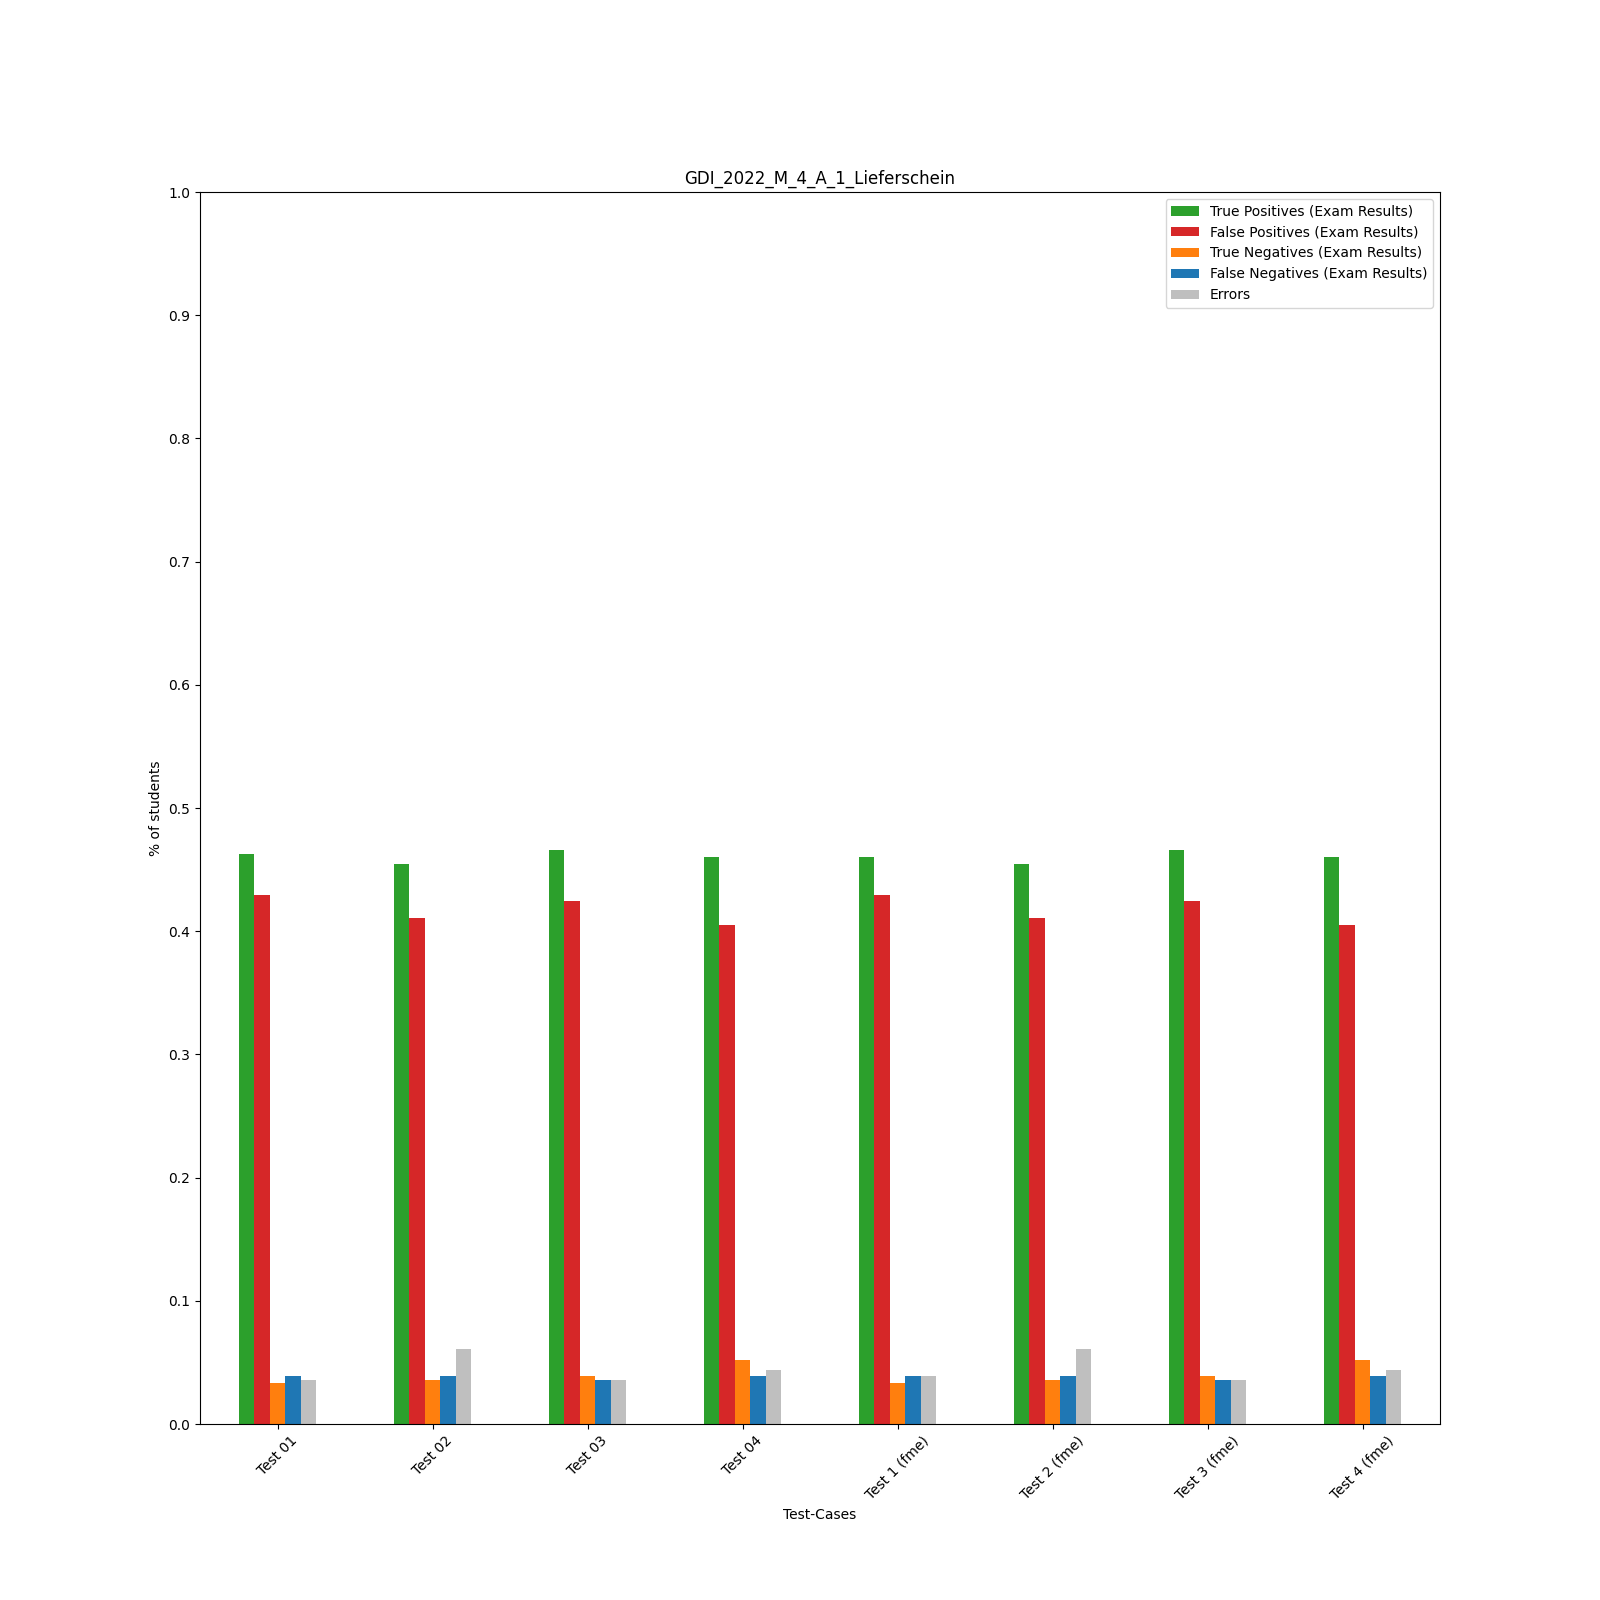 GDI_2022_M_4_A_1_Lieferschein
True Positives (Exam Results)
False Positives (Exam Results)
True Negatives (Exam Results)
False Negatives (Exam Results)
Errors
1.0
0.9
0.8
0.7
0.6
0.5
0.4
0.3
0.2
0.1
0.0
% of students
Test 01
Test 02
Test 03
Test 04
Test 1 (fme)
Test 2 (fme)
Test 3 (fme)
Test 4 (fme)
Test-Cases